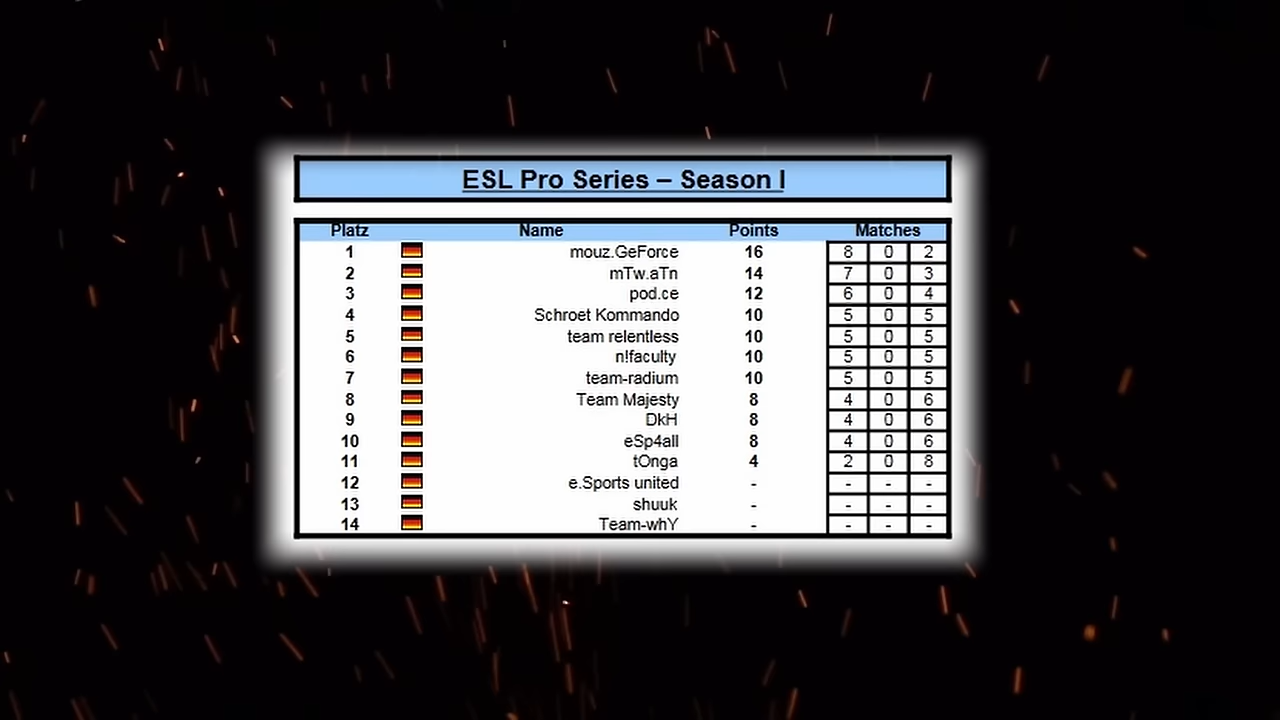 ESL Pro Series – Season I
Platz Name Points Matches
1 mouz.GeForce 16 8 0 2
2 mTw.aTn 14 7 0 3
3 pod.ce 12 6 0 4
4 Schroet Kommando 10 5 0 5
5 team relentless 10 5 0 5
6 n!faculty 10 5 0 5
7 team-radium 10 5 0 5
8 Team Majesty 8 4 0 6
9 DkH 8 4 0 6
10 eSp4all 8 4 0 6
11 tOnga 4 2 0 8
12 e.Sports united - - - -
13 shuuk - - - -
14 Team-whY - - - -